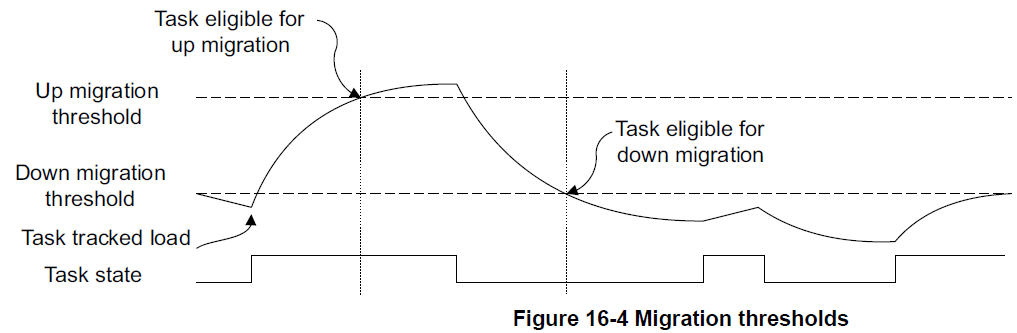 Task eligible for
up migration
Up migration
threshold
Task eligible for
down migration
Down migration
threshold
Task tracked load
Task state
Figure 16-4 Migration thresholds